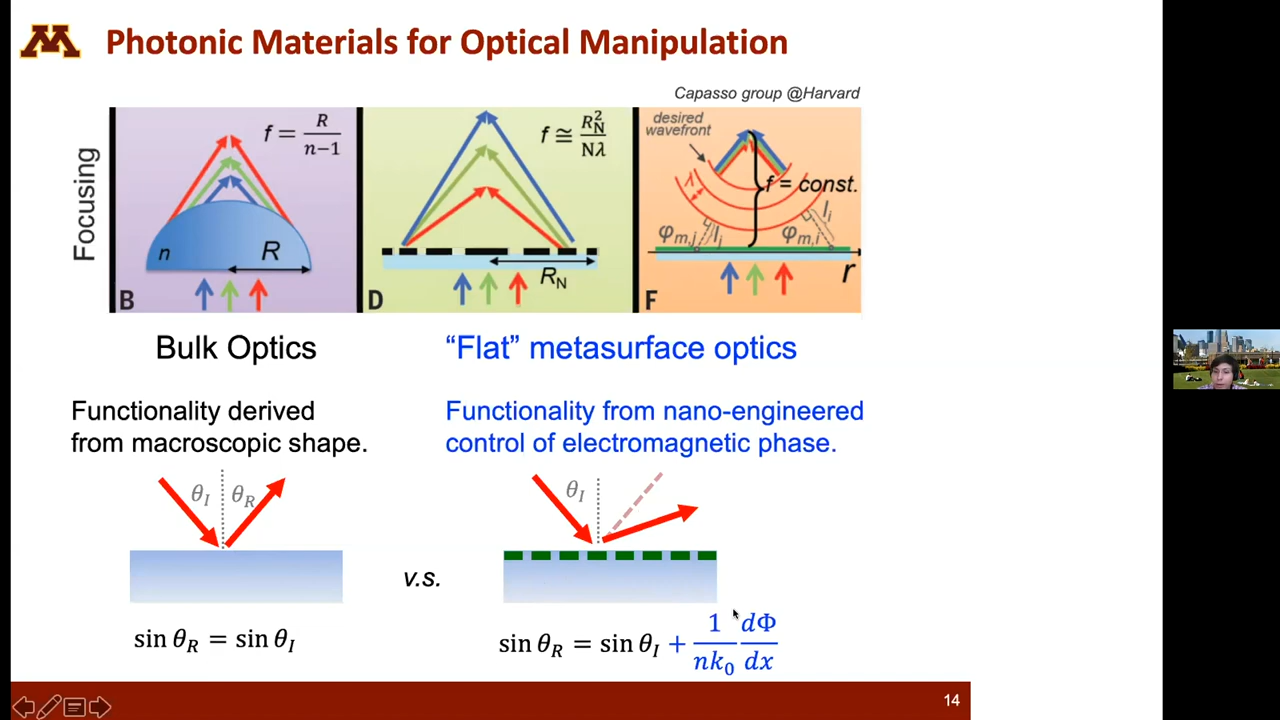 M
Photonic Materials for Optical Manipulation
Capasso group @Harvard
Focusing
f = R/(n−1)
n
R
B
f ≅ R_N²/(Nλ)
R_N
D
desired
wavefront
λ
f = const.
l_i
φ_m,j
l_j
φ_m,i
r
F
Bulk Optics
"Flat" metasurface optics
Functionality derived
from macroscopic shape.
Functionality from nano-engineered
control of electromagnetic phase.
θ_I
θ_R
θ_I
v.s.
sin θ_R = sin θ_I
sin θ_R = sin θ_I + 1/(nk₀) dΦ/dx
14